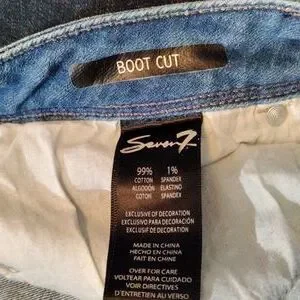 BOOT CUT
Seven7
99% 1%
COTTON SPANDEX
ALGODÓN ELASTINO
COTON SPANDEX
EXCLUSIVE OF DECORATION
EXCLUSIVO PARA DECORACIÓN
EXCLUSIF DE DECORATION
MADE IN CHINA
HECHO EN CHINA
FAIT EN CHINE
OVER FOR CARE
VOLTEAR PARA CUIDADO
VOIR DIRECTIVES
D'ENTRETIEN AU VERSO